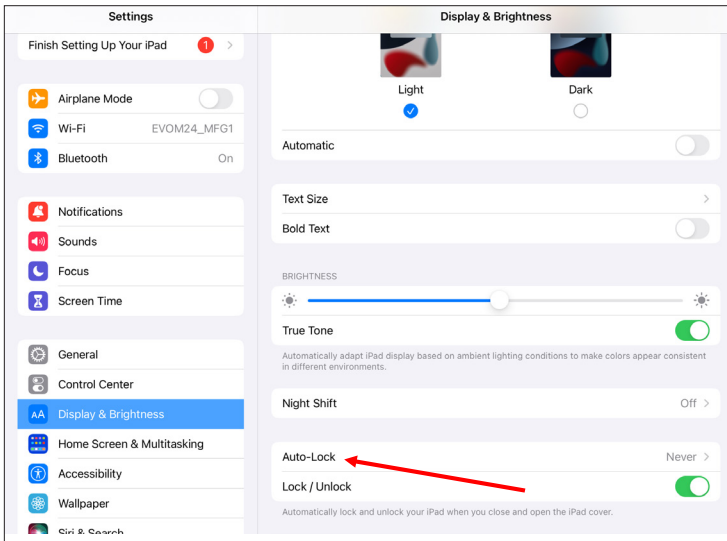 Settings
Finish Setting Up Your iPad 1
Airplane Mode
Wi-Fi EVOM24_MFG1
Bluetooth On
Notifications
Sounds
Focus
Screen Time
General
Control Center
AA Display & Brightness
Home Screen & Multitasking
Accessibility
Wallpaper
Siri & Search
Display & Brightness
Light Dark
Automatic
Text Size
Bold Text
BRIGHTNESS
True Tone
Automatically adapt iPad display based on ambient lighting conditions to make colors appear consistent
in different environments.
Night Shift Off
Auto-Lock Never
Lock / Unlock
Automatically lock and unlock your iPad when you close and open the iPad cover.